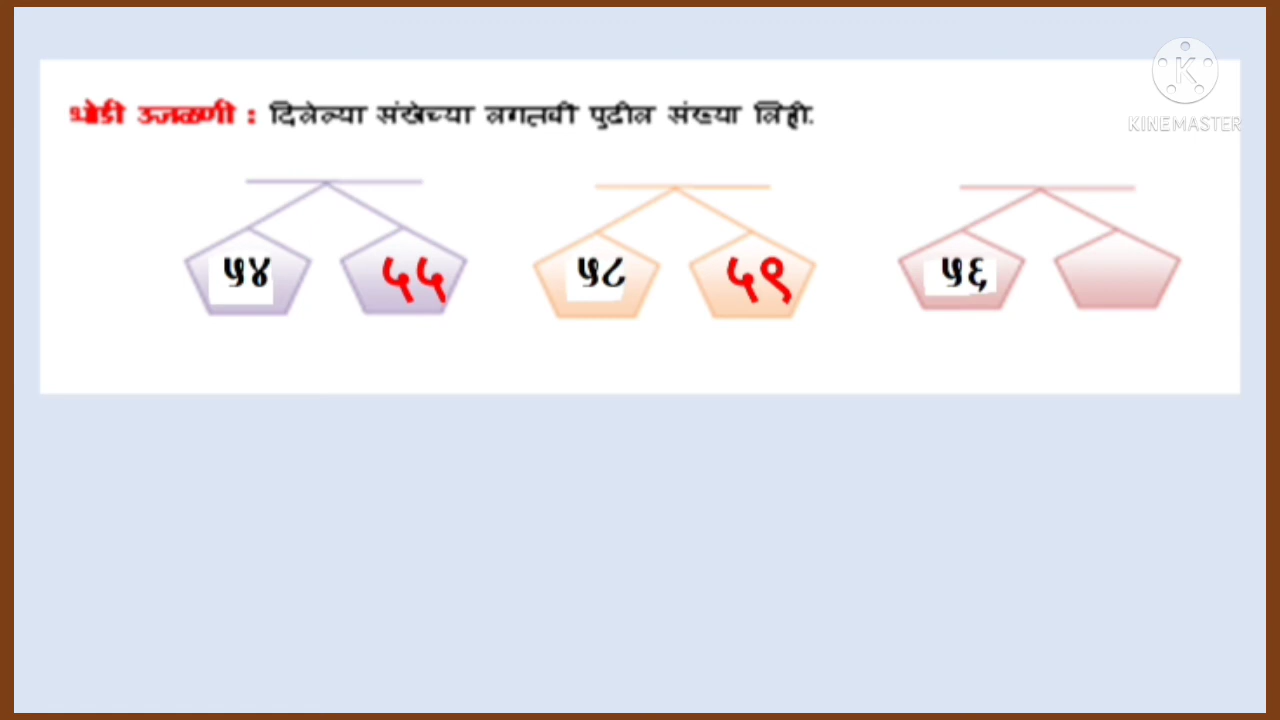 थोडी उजळणी : दिलेल्या संखेच्या लगतची पुढील संख्या लिही.
५४ ५५ ५८ ५९ ५६
KINEMASTER